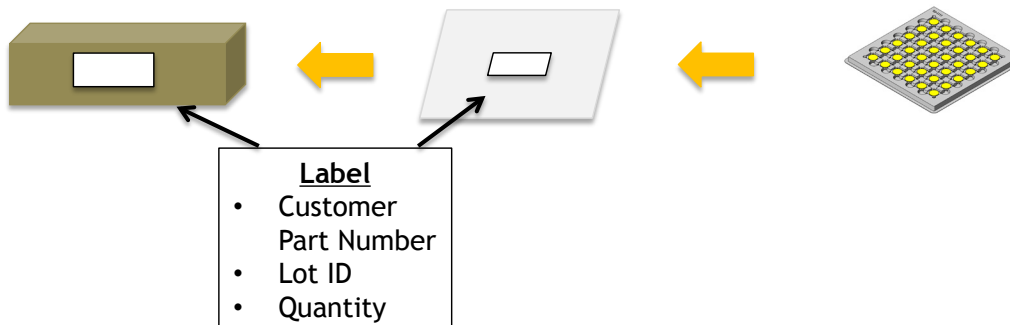 Label
• Customer
Part Number
• Lot ID
• Quantity